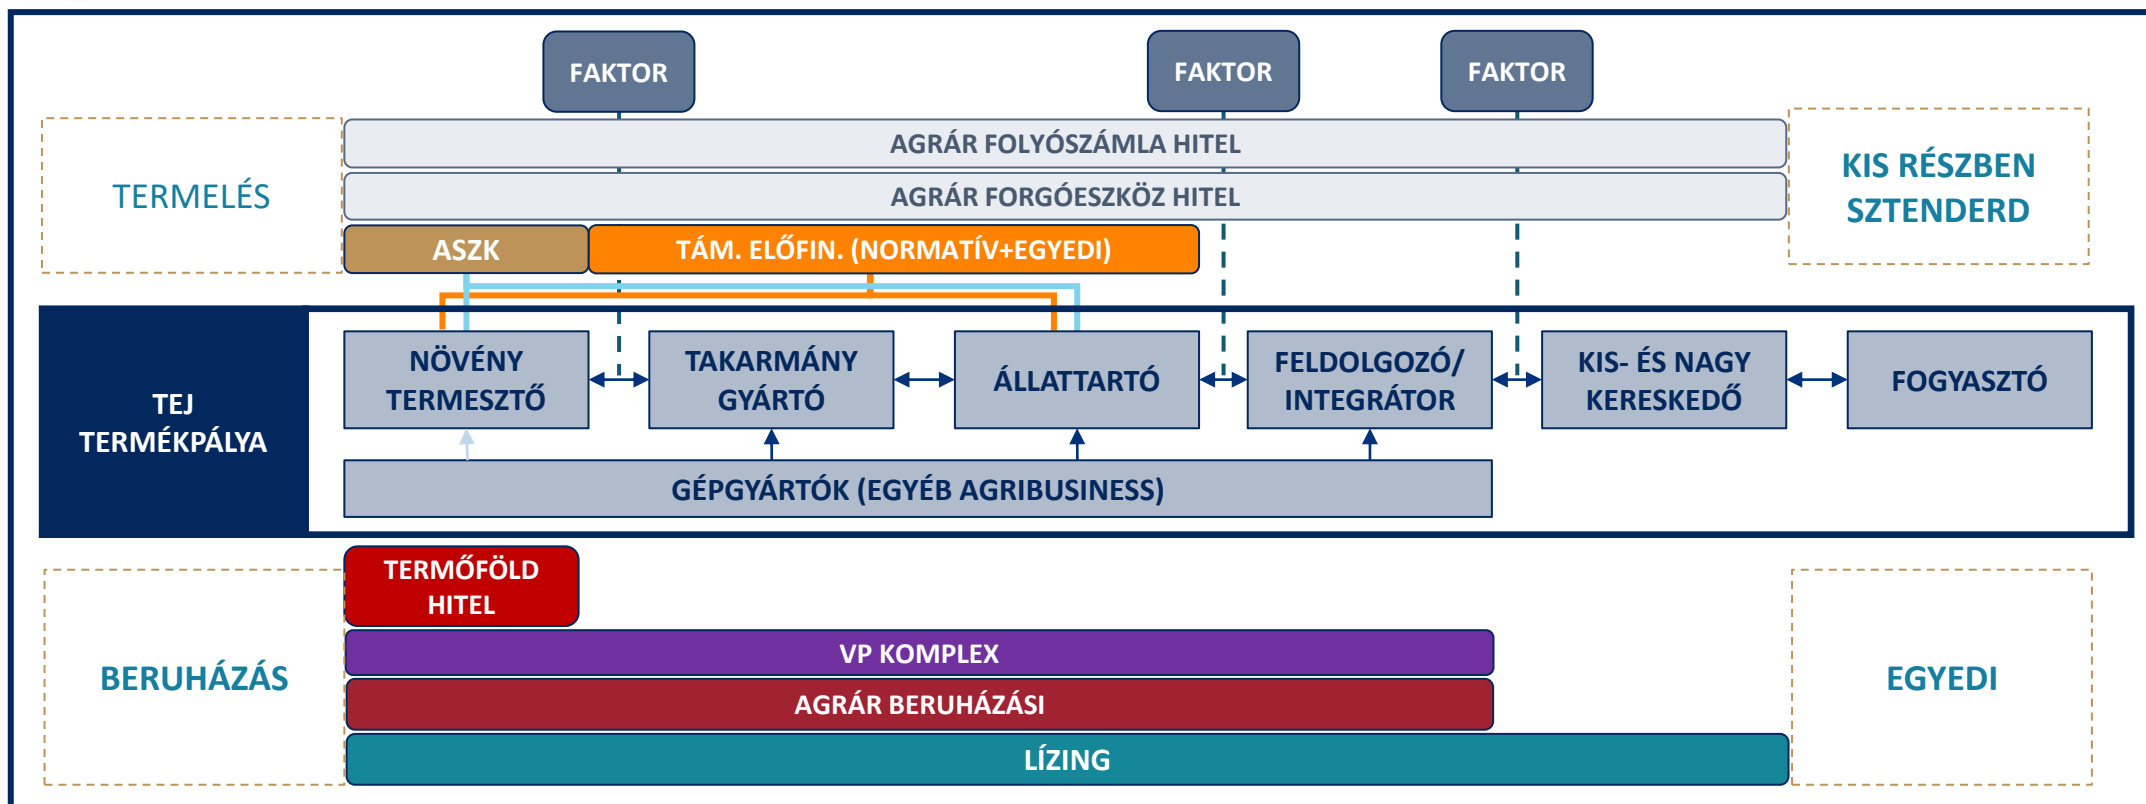 FAKTOR
FAKTOR
FAKTOR
AGRÁR FOLYÓSZÁMLA HITEL
AGRÁR FORGÓESZKÖZ HITEL
TERMELÉS
KIS RÉSZBEN
SZTENDERD
ASZK
TÁM. ELŐFIN. (NORMATÍV+EGYEDI)
TEJ
TERMÉKPÁLYA
NÖVÉNY
TERMESZTŐ
TAKARMÁNY
GYÁRTÓ
ÁLLATTARTÓ
FELDOLGOZÓ/
INTEGRÁTOR
KIS- ÉS NAGY
KERESKEDŐ
FOGYASZTÓ
GÉPGYÁRTÓK (EGYÉB AGRIBUSINESS)
TERMŐFÖLD
HITEL
BERUHÁZÁS
VP KOMPLEX
AGRÁR BERUHÁZÁSI
LÍZING
EGYEDI